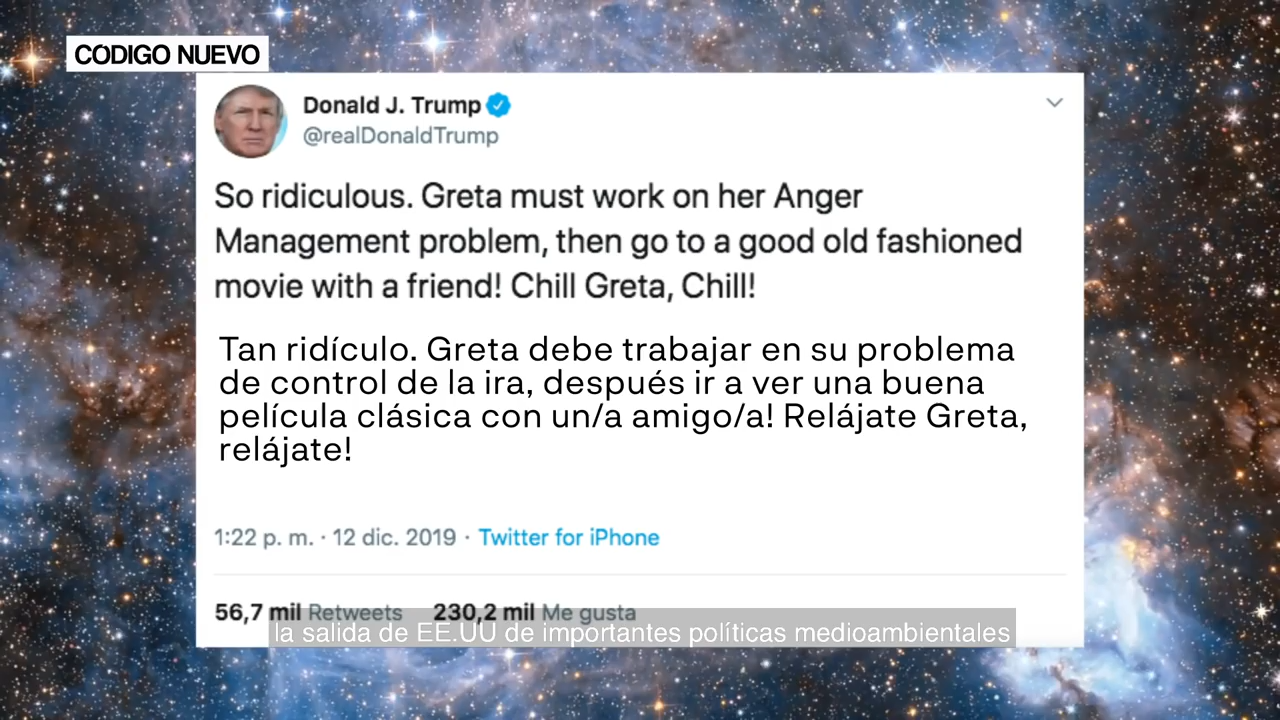 CÓDIGO NUEVO
Donald J. Trump
@realDonaldTrump
So ridiculous. Greta must work on her Anger
Management problem, then go to a good old fashioned
movie with a friend! Chill Greta, Chill!
Tan ridículo. Greta debe trabajar en su problema
de control de la ira, después ir a ver una buena
película clásica con un/a amigo/a! Relájate Greta,
relájate!
1:22 p. m. · 12 dic. 2019 · Twitter for iPhone
56,7 mil Retweets 230,2 mil Me gusta
la salida de EE.UU de importantes políticas medioambientales